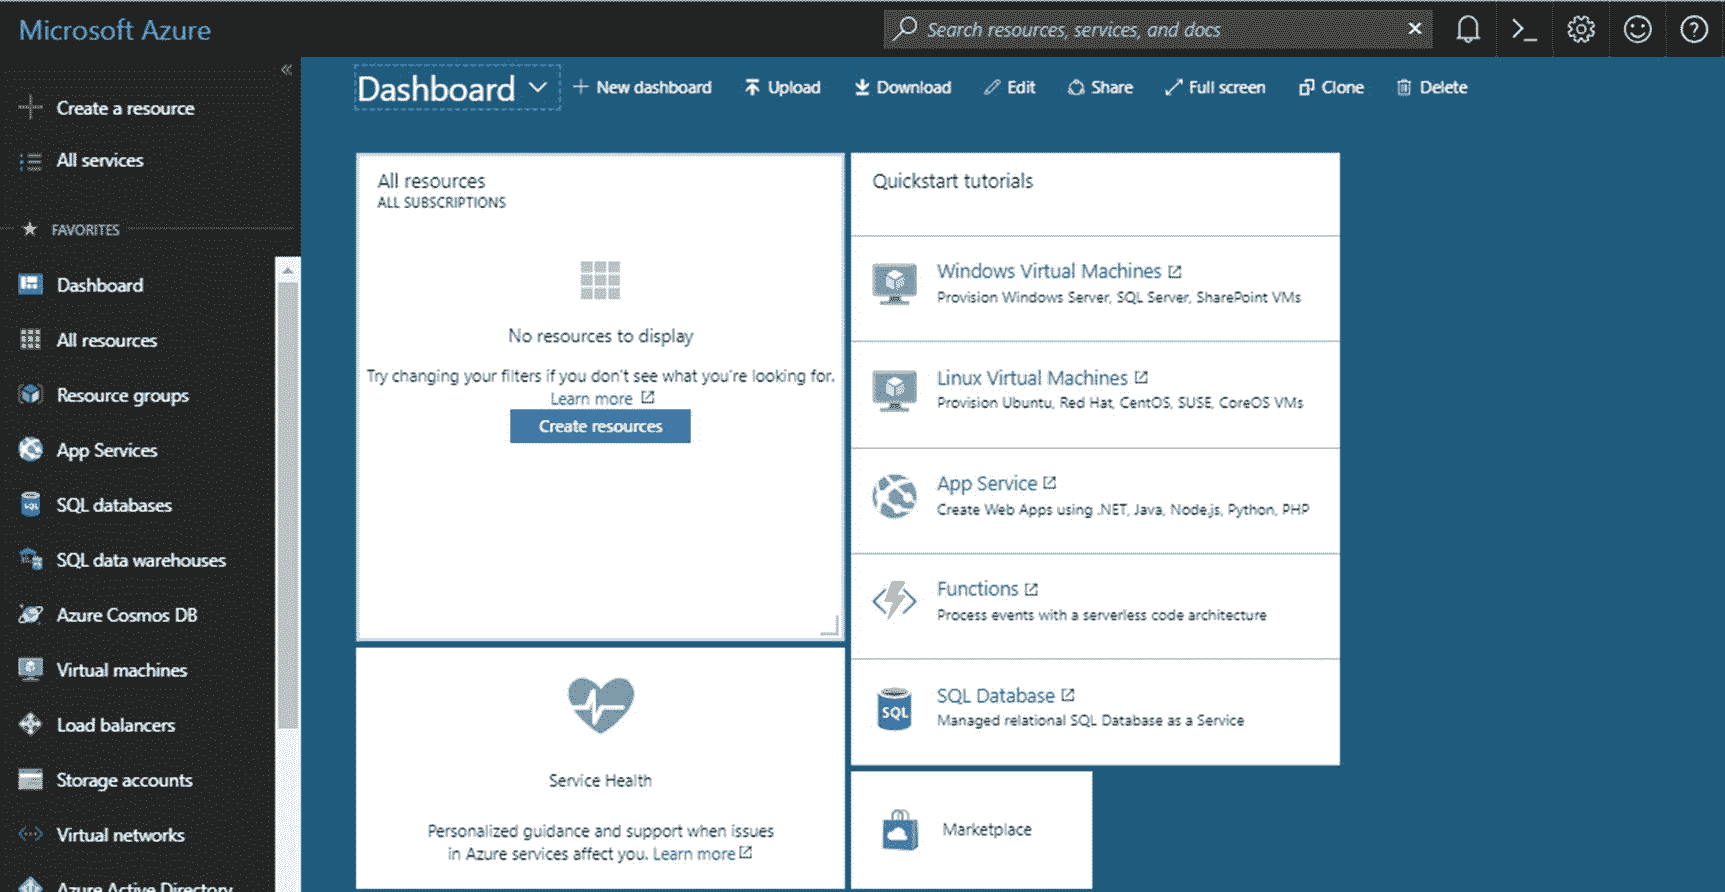 Microsoft Azure
Search resources, services, and docs
Create a resource
All services
FAVORITES
Dashboard
All resources
Resource groups
App Services
SQL databases
SQL data warehouses
Azure Cosmos DB
Virtual machines
Load balancers
Storage accounts
Virtual networks
Azure Active Directory
Dashboard
New dashboard
Upload
Download
Edit
Share
Full screen
Clone
Delete
All resources
ALL SUBSCRIPTIONS
No resources to display
Try changing your filters if you don't see what you're looking for.
Learn more
Create resources
Service Health
Personalized guidance and support when issues
in Azure services affect you. Learn more
Quickstart tutorials
Windows Virtual Machines
Provision Windows Server, SQL Server, SharePoint VMs
Linux Virtual Machines
Provision Ubuntu, Red Hat, CentOS, SUSE, CoreOS VMs
App Service
Create Web Apps using .NET, Java, Node.js, Python, PHP
Functions
Process events with a serverless code architecture
SQL
SQL Database
Managed relational SQL Database as a Service
Marketplace